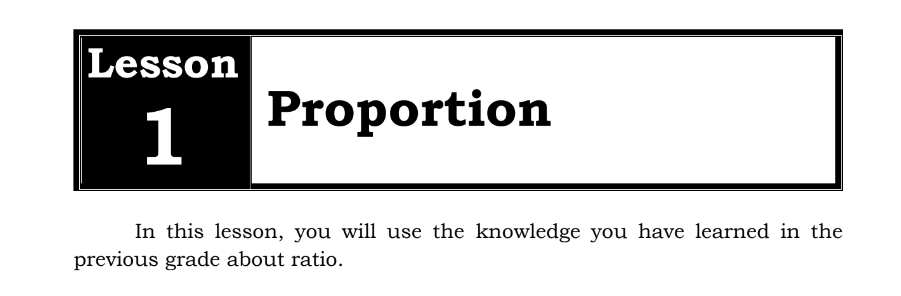 Lesson
1
Proportion
In this lesson, you will use the knowledge you have learned in the
previous grade about ratio.